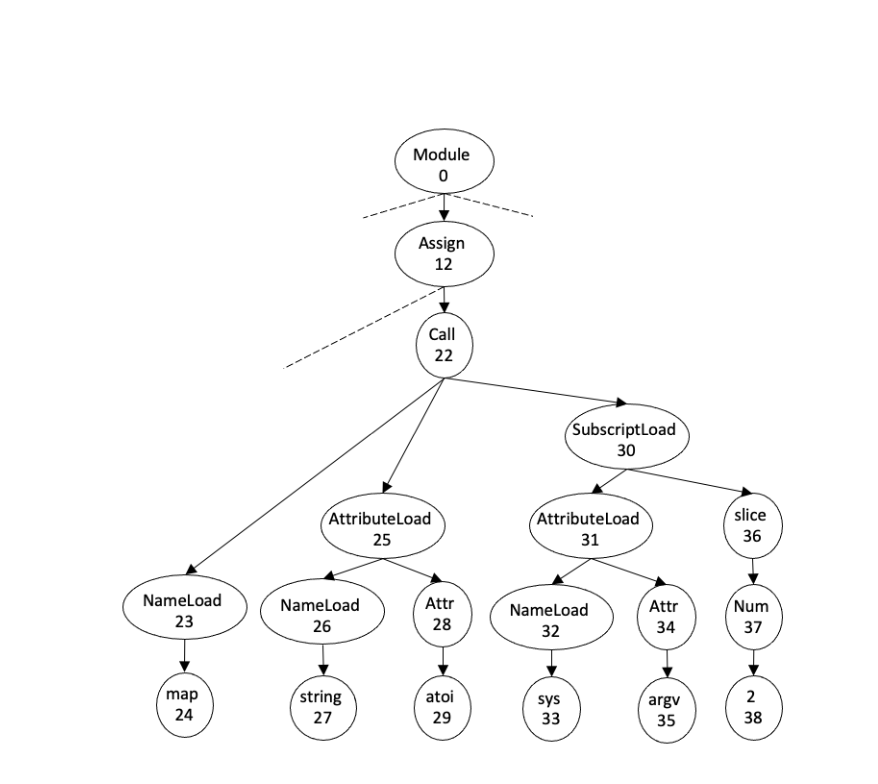 Module
0
Assign
12
Call
22
SubscriptLoad
30
AttributeLoad
25
AttributeLoad
31
slice
36
NameLoad
23
NameLoad
26
Attr
28
NameLoad
32
Attr
34
Num
37
map
24
string
27
atoi
29
sys
33
argv
35
2
38